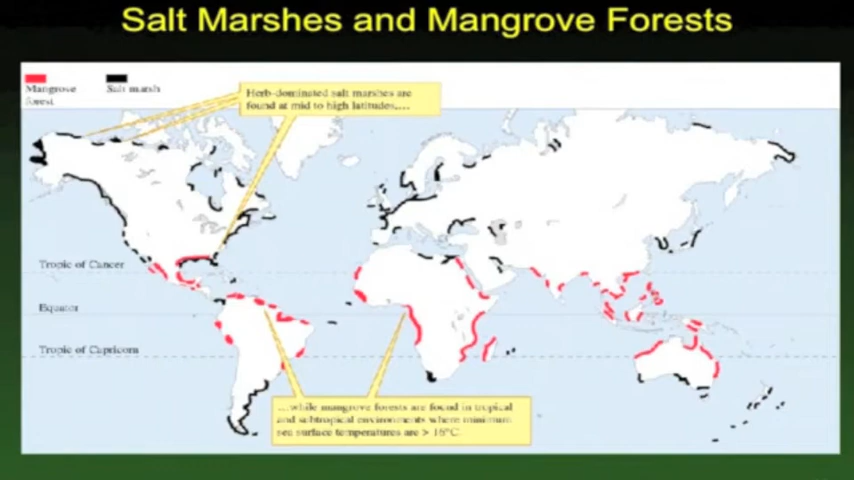 Salt Marshes and Mangrove Forests
Mangrove
forest
Salt marsh
Herb-dominated salt marshes are
found at mid to high latitudes,...
Tropic of Cancer
Equator
Tropic of Capricorn
...while mangrove forests are found in tropical
and subtropical environments where minimum
sea surface temperatures are > 16°C.